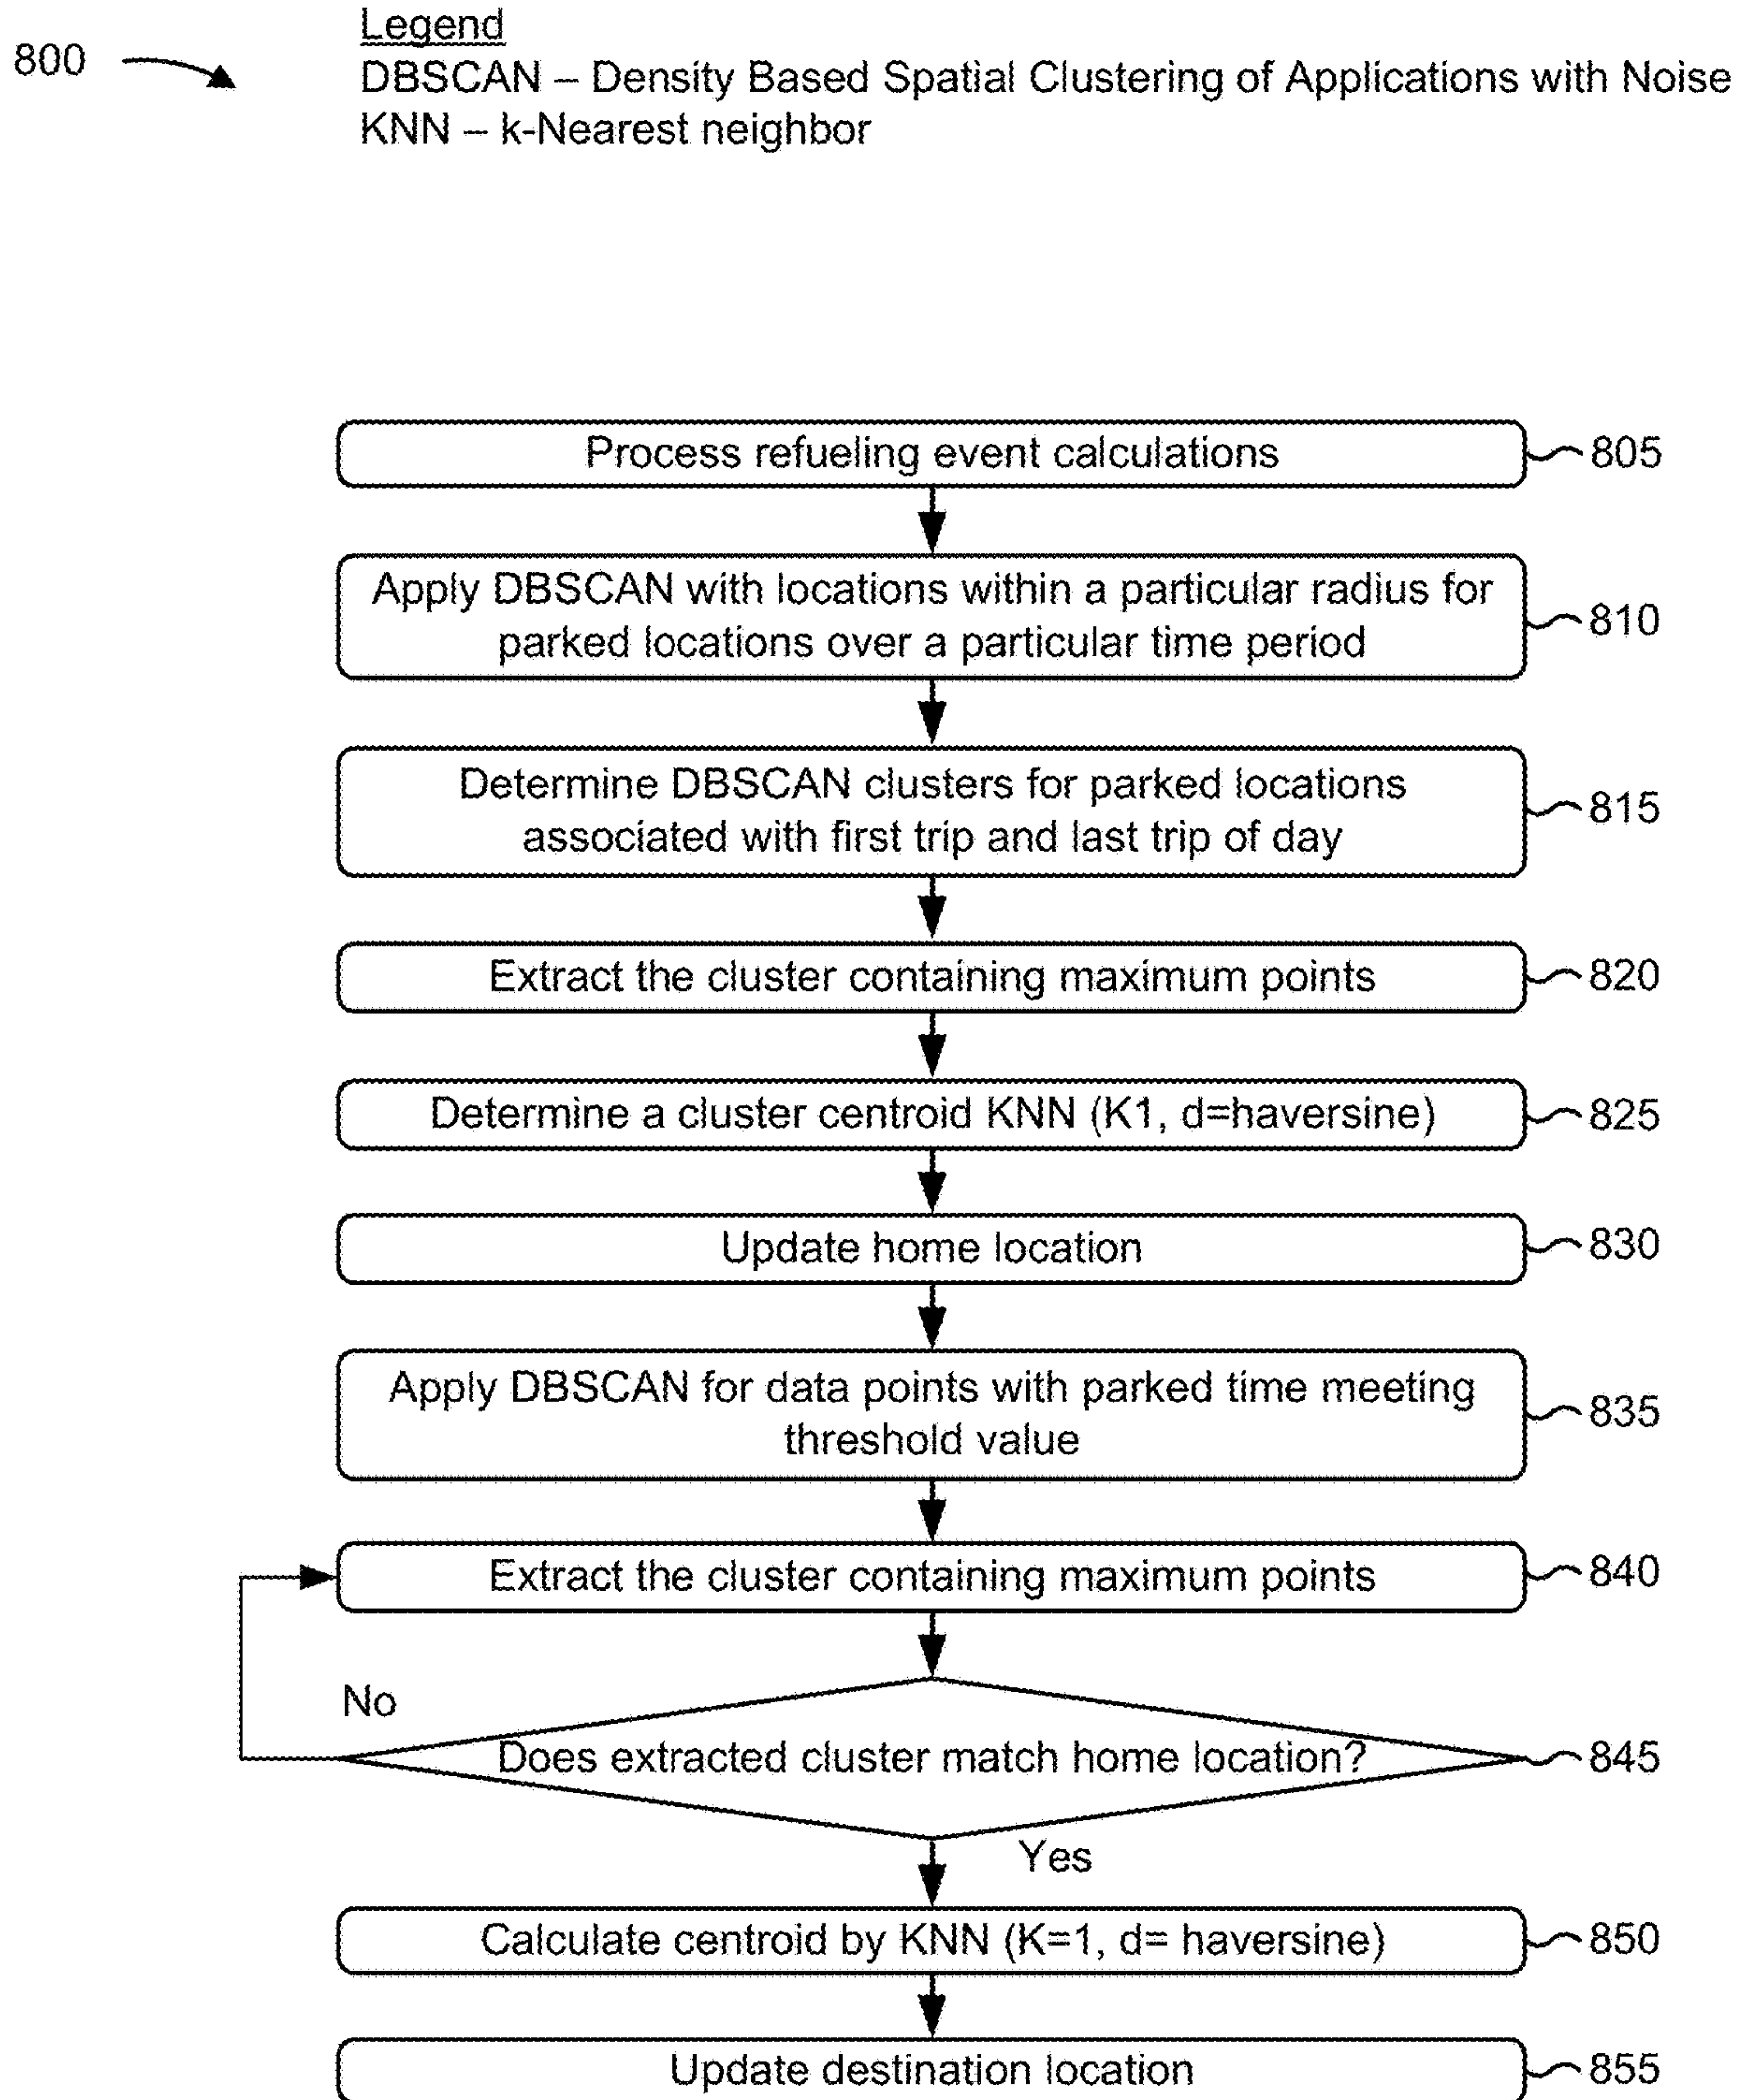 800
Legend
DBSCAN – Density Based Spatial Clustering of Applications with Noise
KNN – k-Nearest neighbor
Process refueling event calculations
805
Apply DBSCAN with locations within a particular radius for
parked locations over a particular time period
810
Determine DBSCAN clusters for parked locations
associated with first trip and last trip of day
815
Extract the cluster containing maximum points
820
Determine a cluster centroid KNN (K1, d=haversine)
825
Update home location
830
Apply DBSCAN for data points with parked time meeting
threshold value
835
Extract the cluster containing maximum points
840
No
Does extracted cluster match home location?
845
Yes
Calculate centroid by KNN (K=1, d= haversine)
850
Update destination location
855